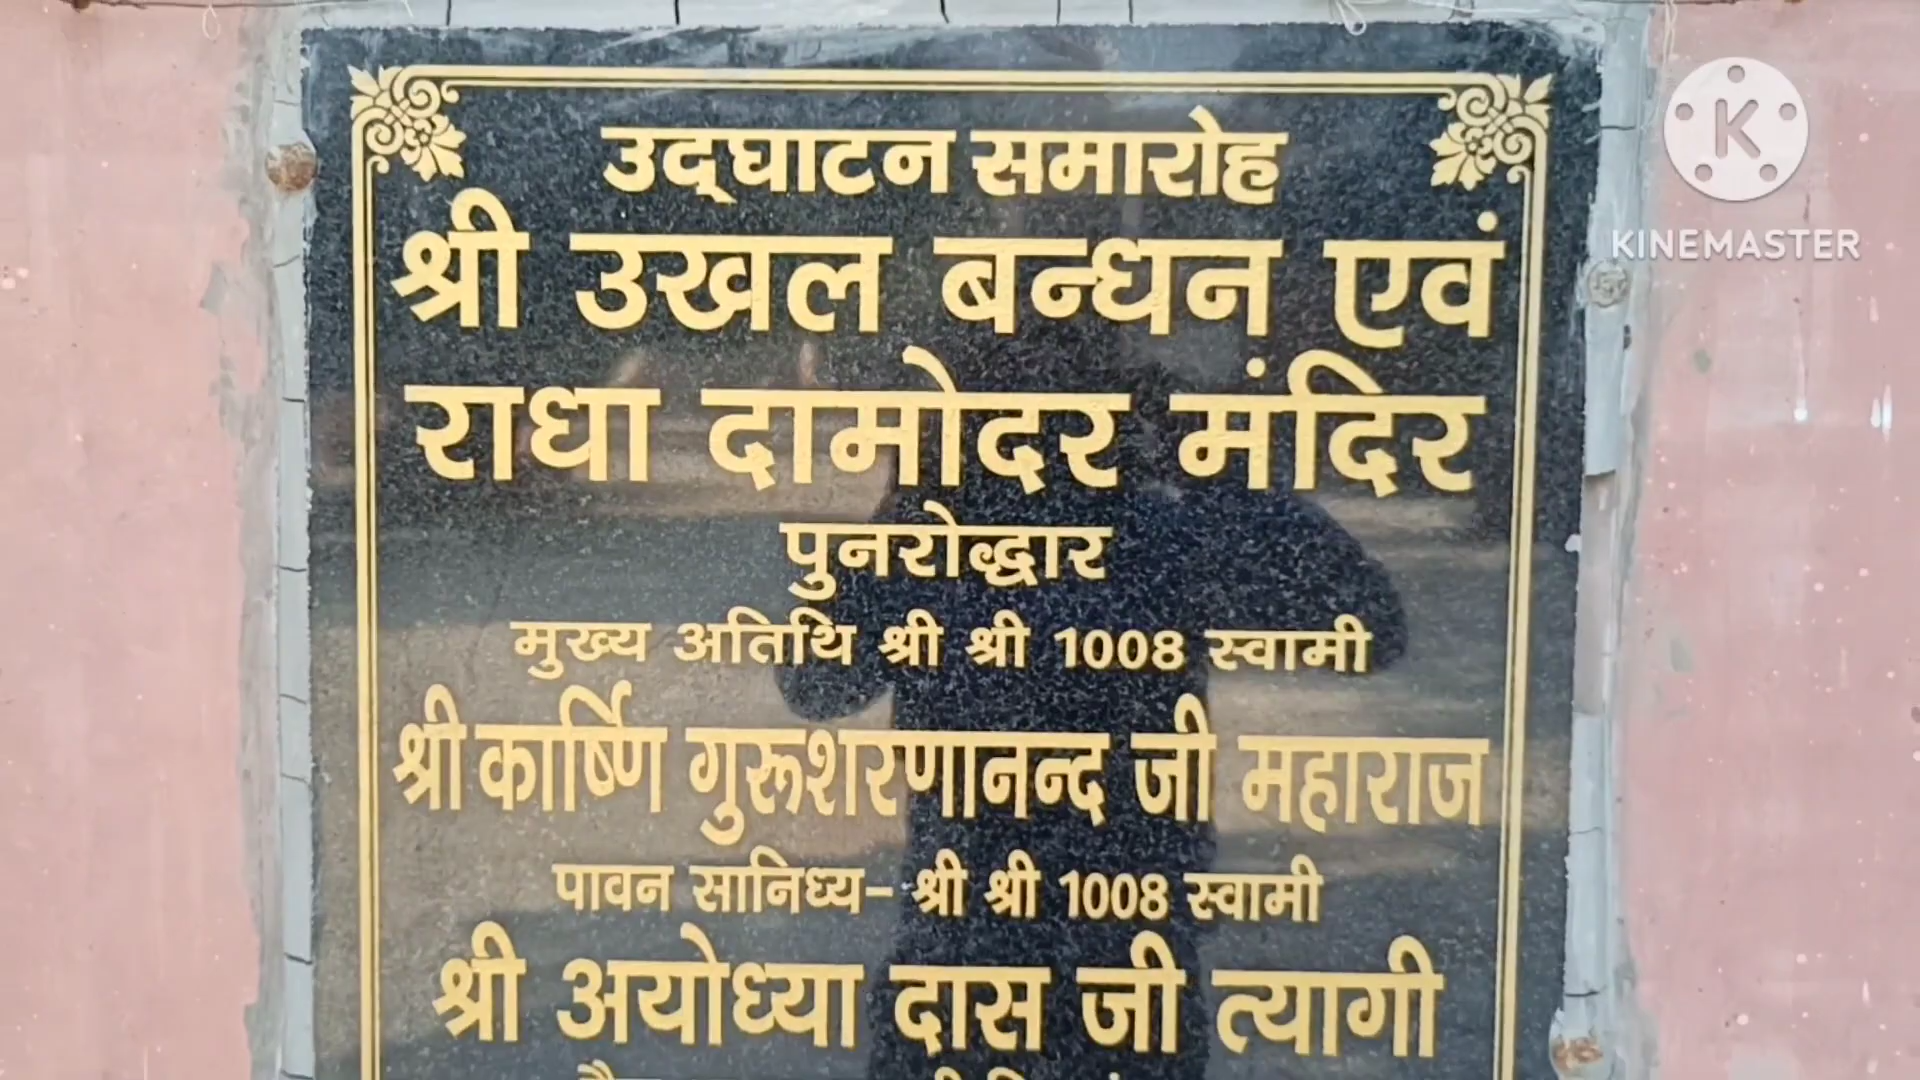 उद्घाटन समारोह
श्री उखल बन्धन एवं
राधा दामोदर मंदिर
पुनरोद्धार
मुख्य अतिथि श्री श्री 1008 स्वामी
श्री कार्ष्णि गुरूशरणानन्द जी महाराज
पावन सानिध्य- श्री श्री 1008 स्वामी
श्री अयोध्या दास जी त्यागी
KINEMASTER